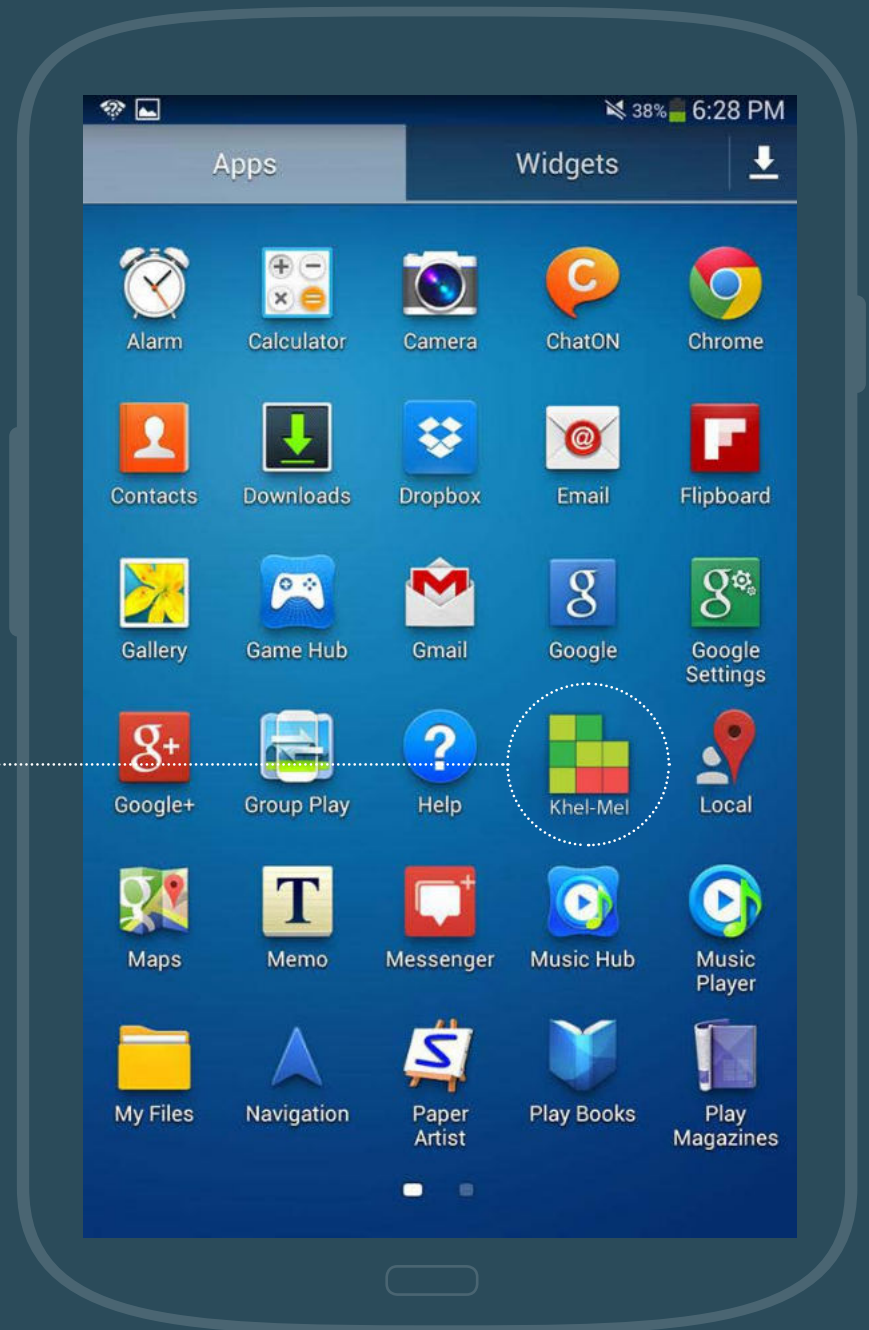 38% 6:28 PM
Apps Widgets
Alarm Calculator Camera ChatON Chrome
Contacts Downloads Dropbox Email Flipboard
Gallery Game Hub Gmail Google Google
Settings
Google+ Group Play Help Khel-Mel Local
Maps Memo Messenger Music Hub Music
Player
My Files Navigation Paper Play Books Play
Artist Magazines